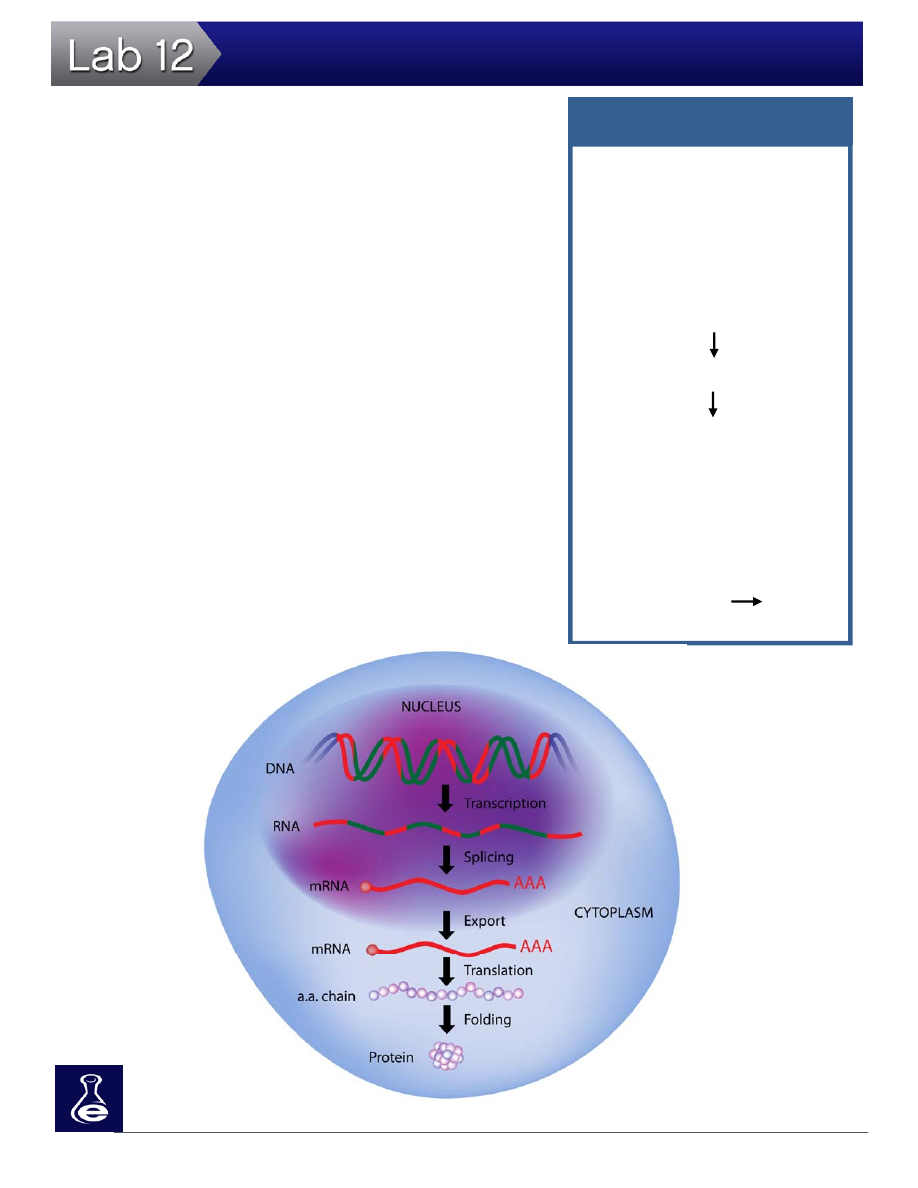 Lab 12
NUCLEUS
DNA
Transcription
RNA
Splicing
mRNA
AAA
CYTOPLASM
Export
mRNA
AAA
Translation
a.a. chain
Folding
Protein
e